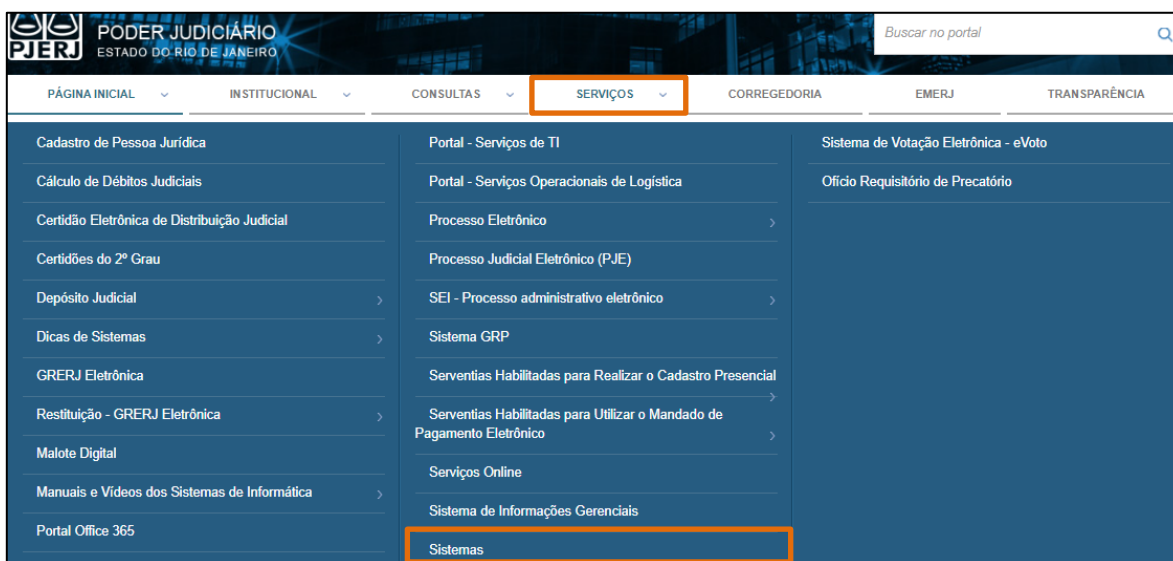 PJERJ
PODER JUDICIÁRIO
ESTADO DO RIO DE JANEIRO
Buscar no portal
PÁGINA INICIAL
INSTITUCIONAL
CONSULTAS
SERVIÇOS
CORREGEDORIA
EMERJ
TRANSPARÊNCIA
Cadastro de Pessoa Jurídica
Cálculo de Débitos Judiciais
Certidão Eletrônica de Distribuição Judicial
Certidões do 2º Grau
Depósito Judicial
Dicas de Sistemas
GRERJ Eletrônica
Restituição - GRERJ Eletrônica
Malote Digital
Manuais e Vídeos dos Sistemas de Informática
Portal Office 365
Portal - Serviços de TI
Portal - Serviços Operacionais de Logística
Processo Eletrônico
Processo Judicial Eletrônico (PJE)
SEI - Processo administrativo eletrônico
Sistema GRP
Serventias Habilitadas para Realizar o Cadastro Presencial
Serventias Habilitadas para Utilizar o Mandado de
Pagamento Eletrônico
Serviços Online
Sistema de Informações Gerenciais
Sistemas
Sistema de Votação Eletrônica - eVoto
Ofício Requisitório de Precatório